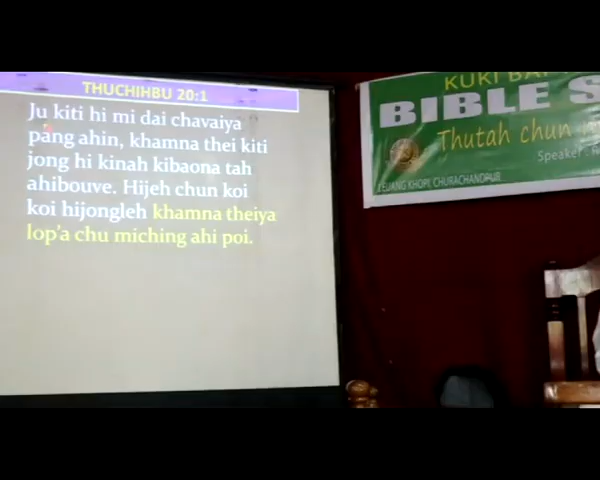 THUCHIHBU 20:1
Ju kiti hi mi dai chavaiya
pang ahin, khamna thei kiti
jong hi kinah kibaona tah
ahibouve. Hijeh chun koi
koi hijongleh khamna theiya
lop'a chu miching ahi poi.
KUKI
BIBLE
Thutah chun
Speaker
LEIJANG KHOPI, CHURACHANDPUR